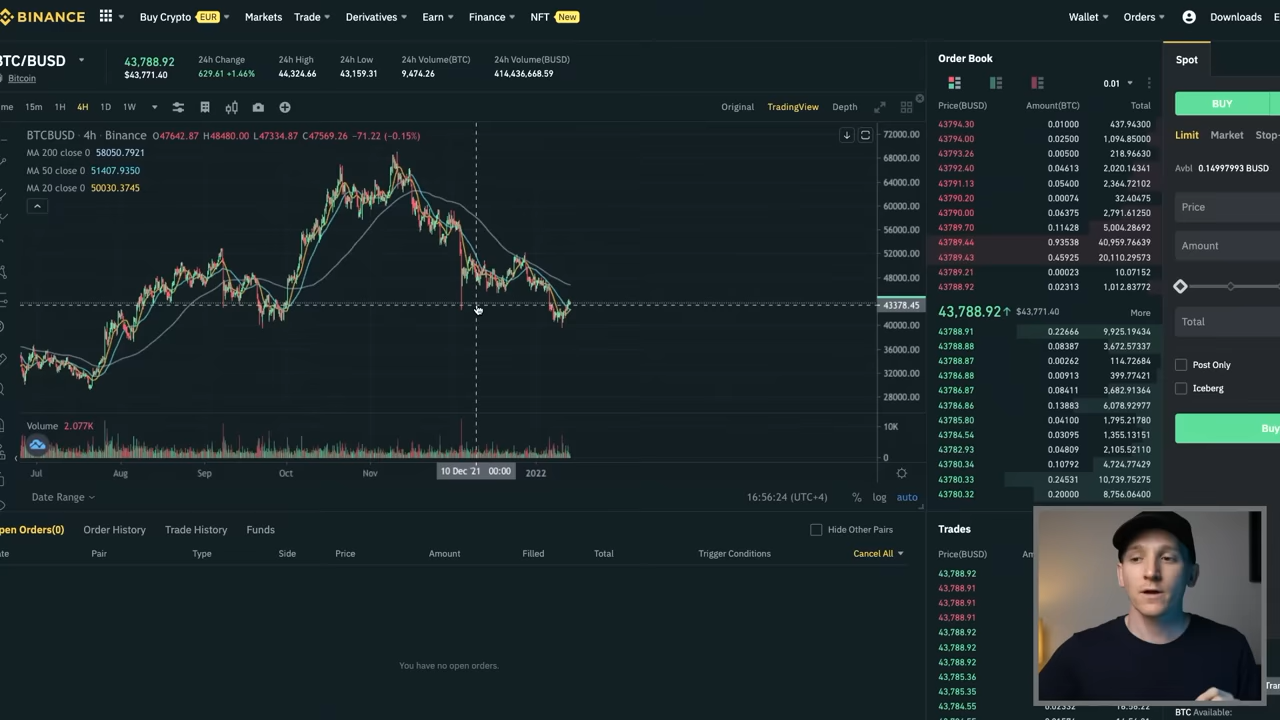 BINANCE
Buy Crypto EUR
Markets
Trade
Derivatives
Earn
Finance
NFT New
Wallet
Orders
Downloads
E
BTC/BUSD
Bitcoin
43,788.92
$43,771.40
24h Change
629.61 +1.46%
24h High
44,324.66
24h Low
43,159.31
24h Volume(BTC)
9,474.26
24h Volume(BUSD)
414,436,668.59
me 15m 1H 4H 1D 1W
Original
TradingView
Depth
BTCBUSD · 4h · Binance O47642.87 H48480.00 L47334.87 C47569.26 -71.22 (-0.15%)
MA 200 close 0 58050.7921
MA 50 close 0 51407.9350
MA 20 close 0 50030.3745
72000.00
68000.00
64000.00
60000.00
56000.00
52000.00
48000.00
43378.45
40000.00
36000.00
32000.00
28000.00
Volume 2.077K
10K
0
Jul
Aug
Sep
Oct
Nov
10 Dec '21 00:00
2022
Date Range
16:56:24 (UTC+4)
%
log
auto
pen Orders(0)
Order History
Trade History
Funds
Hide Other Pairs
ate
Pair
Type
Side
Price
Amount
Filled
Total
Trigger Conditions
Cancel All
You have no open orders.
Order Book
0.01
Price(BUSD) Amount(BTC) Total
43794.30 0.01000 437.94300
43794.00 0.02500 1,094.85000
43793.26 0.00500 218.96630
43792.40 0.04613 2,020.14341
43791.13 0.05400 2,364.72102
43790.20 0.00074 32.40475
43790.00 0.06375 2,791.61250
43789.70 0.11428 5,004.28692
43789.44 0.93538 40,959.76639
43789.43 0.45925 20,110.29573
43789.21 0.00023 10.07152
43788.92 0.02313 1,012.83772
43,788.92↑ $43,771.40 More
43788.91 0.22666 9,925.19434
43788.88 0.08387 3,672.57337
43788.87 0.00262 114.72684
43786.88 0.00913 399.77421
43786.87 0.08411 3,682.91364
43786.86 0.13883 6,078.92977
43785.80 0.04100 1,795.21780
43784.54 0.03095 1,355.13151
43782.93 0.04809 2,105.52110
43780.34 0.10792 4,724.77429
43780.33 0.24531 10,739.75275
43780.32 0.20000 8,756.06400
Trades
Price(BUSD) Am
43,788.92
43,788.91
43,788.91
43,788.91
43,788.92
43,788.92
43,788.92
43,785.36
43,785.35
43,784.55
Spot
BUY
Limit
Market
Stop-
Avbl 0.14997993 BUSD
Price
Amount
Total
Post Only
Iceberg
Buy
Tran
BTC Available: